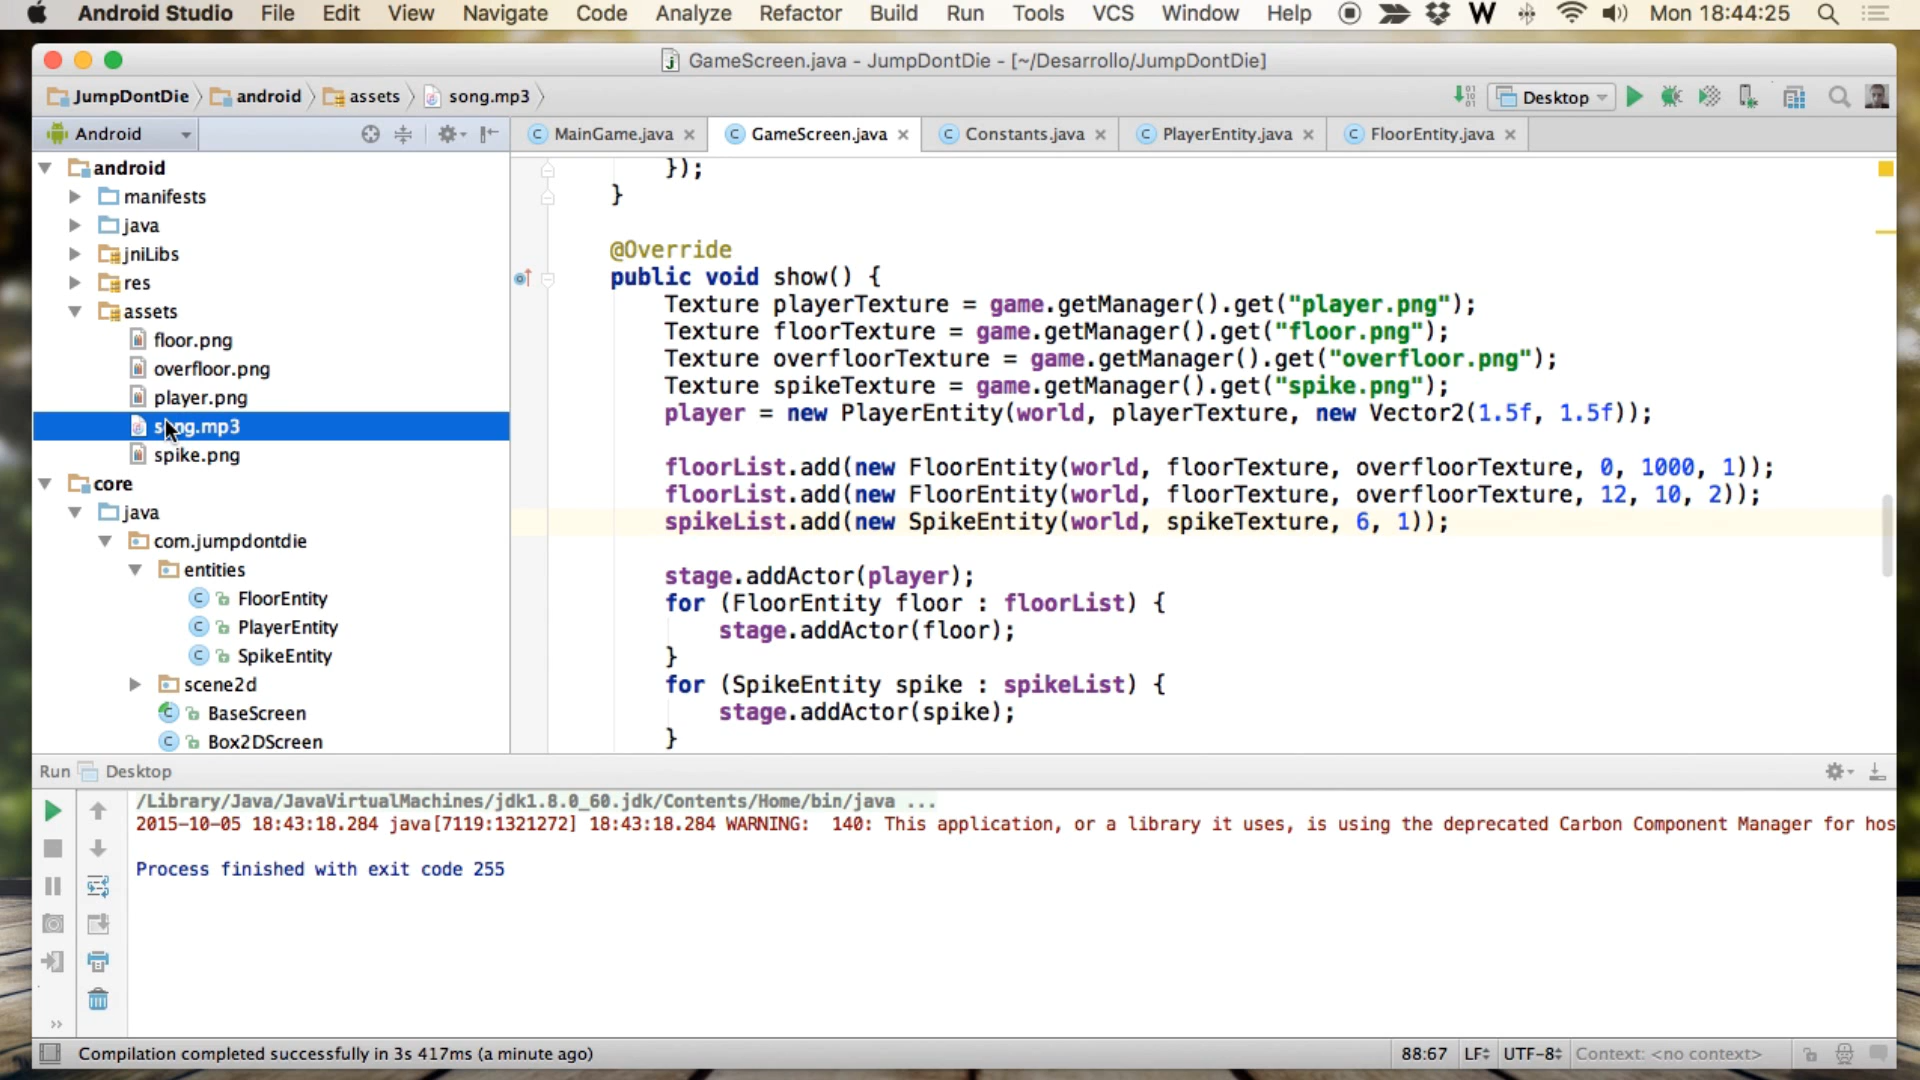 Android Studio File Edit View Navigate Code Analyze Refactor Build Run Tools VCS Window Help W Mon 18:44:25
GameScreen.java - JumpDontDie - [~/Desarrollo/JumpDontDie]
JumpDontDie android assets song.mp3 Desktop
Android MainGame.java GameScreen.java Constants.java PlayerEntity.java FloorEntity.java
android
manifests
java
jniLibs
res
assets
floor.png
overfloor.png
player.png
song.mp3
spike.png
core
java
com.jumpdontdie
entities
FloorEntity
PlayerEntity
SpikeEntity
scene2d
BaseScreen
Box2DScreen
});
}
@Override
public void show() {
Texture playerTexture = game.getManager().get("player.png");
Texture floorTexture = game.getManager().get("floor.png");
Texture overfloorTexture = game.getManager().get("overfloor.png");
Texture spikeTexture = game.getManager().get("spike.png");
player = new PlayerEntity(world, playerTexture, new Vector2(1.5f, 1.5f));
floorList.add(new FloorEntity(world, floorTexture, overfloorTexture, 0, 1000, 1));
floorList.add(new FloorEntity(world, floorTexture, overfloorTexture, 12, 10, 2));
spikeList.add(new SpikeEntity(world, spikeTexture, 6, 1));
stage.addActor(player);
for (FloorEntity floor : floorList) {
stage.addActor(floor);
}
for (SpikeEntity spike : spikeList) {
stage.addActor(spike);
}
Run Desktop
/Library/Java/JavaVirtualMachines/jdk1.8.0_60.jdk/Contents/Home/bin/java ...
2015-10-05 18:43:18.284 java[7119:1321272] 18:43:18.284 WARNING: 140: This application, or a library it uses, is using the deprecated Carbon Component Manager for hos
Process finished with exit code 255
Compilation completed successfully in 3s 417ms (a minute ago) 88:67 LF UTF-8 Context: <no context>